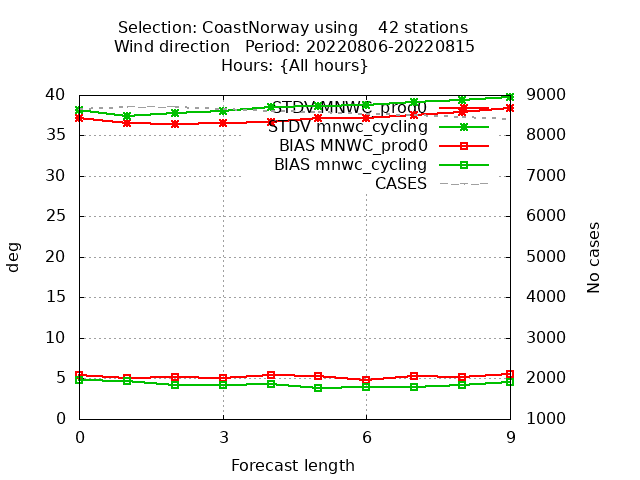 Selection: CoastNorway using 42 stations
Wind direction Period: 20220806-20220815
Hours: {All hours}
40 9000
STDV MNWC_prod0
STDV mnwc_cycling
35 8000
BIAS MNWC_prod0
BIAS mnwc_cycling
30 7000
CASES
25 6000
20 5000
15 4000
10 3000
5 2000
0 1000
deg
No cases
0 3 6 9
Forecast length